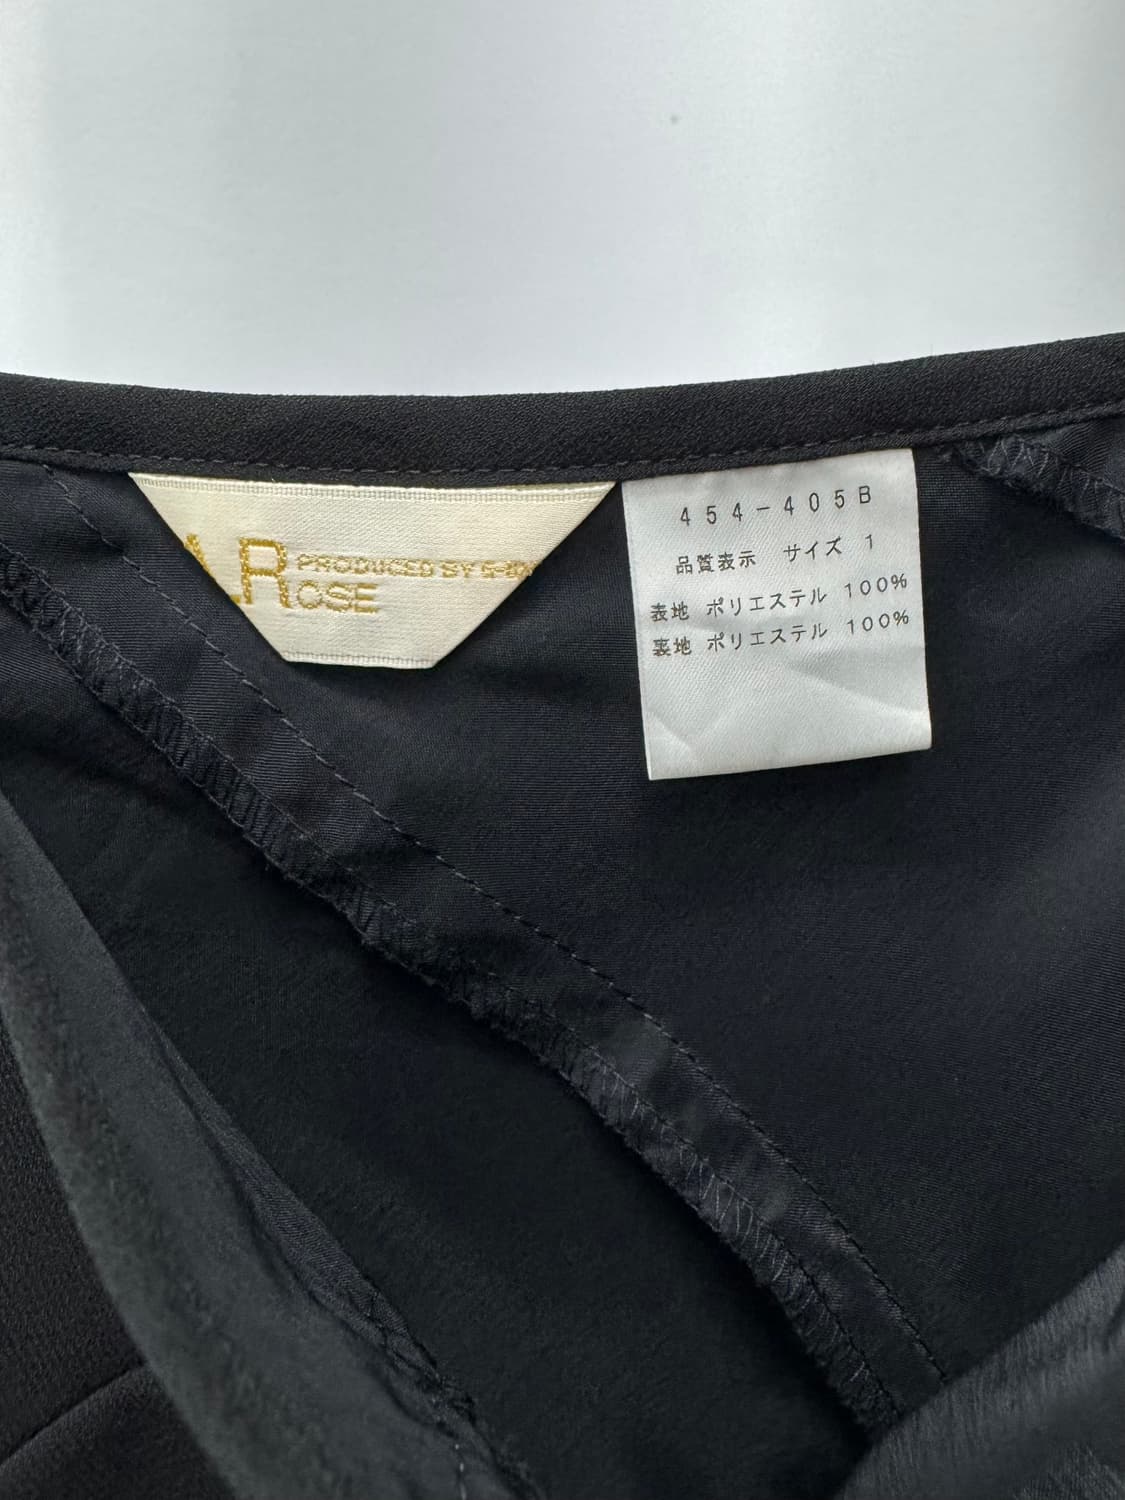 LR PRODUCED BY
OSE
454-405B
品質表示 サイズ 1
表地 ポリエステル 100%
裏地 ポリエステル 100%